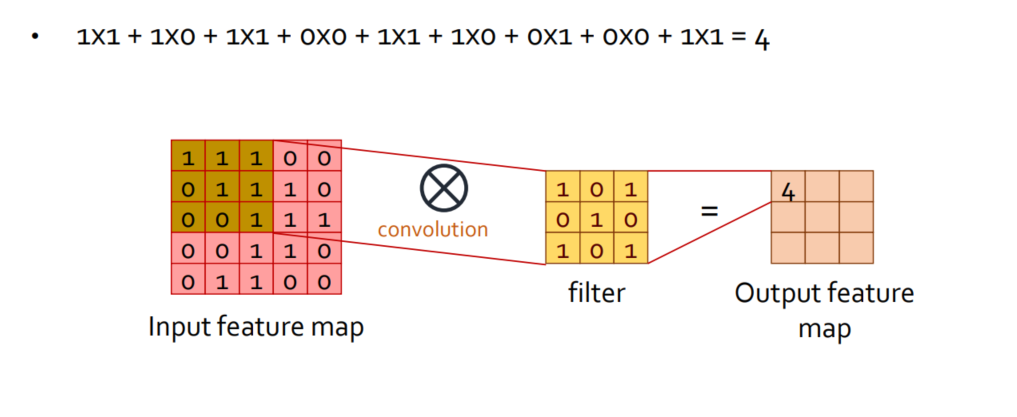 • 1X1 + 1X0 + 1X1 + 0X0 + 1X1 + 1X0 + 0X1 + 0X0 + 1X1 = 4
1 1 1 0 0
0 1 1 1 0
0 0 1 1 1
0 0 1 1 0
0 1 1 0 0
Input feature map
convolution
1 0 1
0 1 0
1 0 1
filter
=
4
Output feature
map